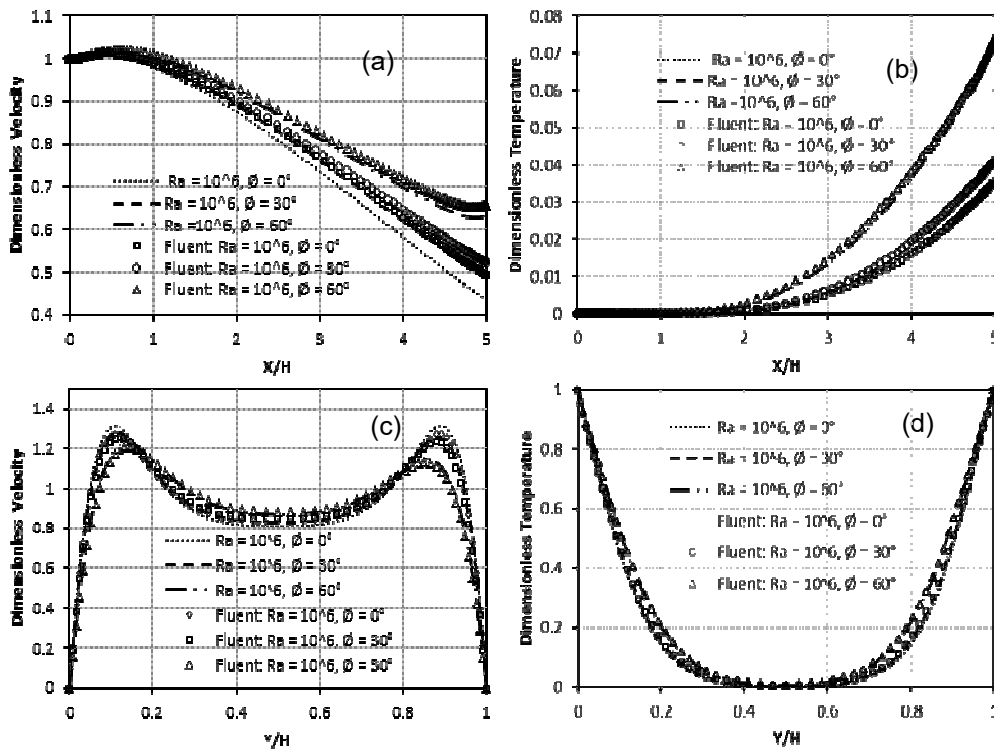 1.1
1
0.9
0.8
0.7
0.6
0.5
0.4
Dimensionless Velocity
(a)
Ra = 10^6, Ø = 0°
Ra = 10^6, Ø = 30°
Ra = 10^6, Ø = 60°
Fluent: Ra = 10^6, Ø = 0°
Fluent: Ra = 10^6, Ø = 30°
Fluent: Ra = 10^6, Ø = 60°
0 1 2 3 4 5
X/H
0.08
0.07
0.06
0.05
0.04
0.03
0.02
0.01
0
Dimensionless Temperature
(b)
Ra = 10^6, Ø = 0°
Ra = 10^6, Ø = 30°
Ra = 10^6, Ø = 60°
Fluent: Ra = 10^6, Ø = 0°
Fluent: Ra = 10^6, Ø = 30°
Fluent: Ra = 10^6, Ø = 60°
0 1 2 3 4 5
X/H
1.4
1.2
1
0.8
0.6
0.4
0.2
0
Dimensionless Velocity
(c)
Ra = 10^6, Ø = 0°
Ra = 10^6, Ø = 30°
Ra = 10^6, Ø = 60°
Fluent Ra = 10^6, Ø = 0°
Fluent Ra = 10^6, Ø = 30°
Fluent Ra = 10^6, Ø =
0 0.2 0.4 0.6 0.8 1
Y/H
1
0.8
0.6
0.4
0.2
0
Dimensionless Temperature
(d)
Ra = 10^6, Ø = 0°
Ra = 10^6, Ø = 30°
Ra = 10^6, Ø = 60°
Fluent: Ra = 10^6, Ø = 0°
Fluent: Ra = 10^6, Ø = 30°
Fluent: Ra = 10^6, Ø = 60°
0 0.2 0.4 0.6 0.8 1
Y/H